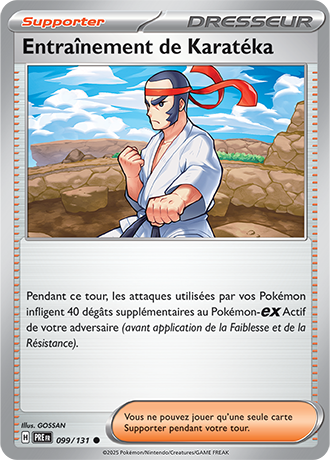 Supporter
DRESSEUR
Entraînement de Karatéka
Pendant ce tour, les attaques utilisées par vos Pokémon
infligent 40 dégâts supplémentaires au Pokémon-ex Actif
de votre adversaire (avant application de la Faiblesse et de la
Résistance).
Illus. GOSSAN
H PRE FR 099/131
Vous ne pouvez jouer qu'une seule carte
Supporter pendant votre tour.
©2025 Pokémon/Nintendo/Creatures/GAME FREAK